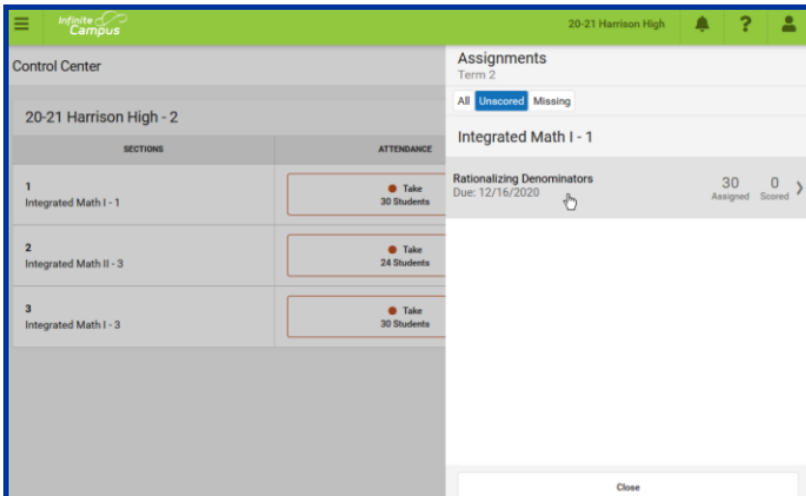 Infinite
Campus
20-21 Harrison High
?
Control Center
20-21 Harrison High - 2
SECTIONS
ATTENDANCE
1
Integrated Math I - 1
Take
30 Students
2
Integrated Math II - 3
Take
24 Students
3
Integrated Math I - 3
Take
30 Students
Assignments
Term 2
All Unscored Missing
Integrated Math I - 1
Rationalizing Denominators
Due: 12/16/2020
30 0
Assigned Scored
Close